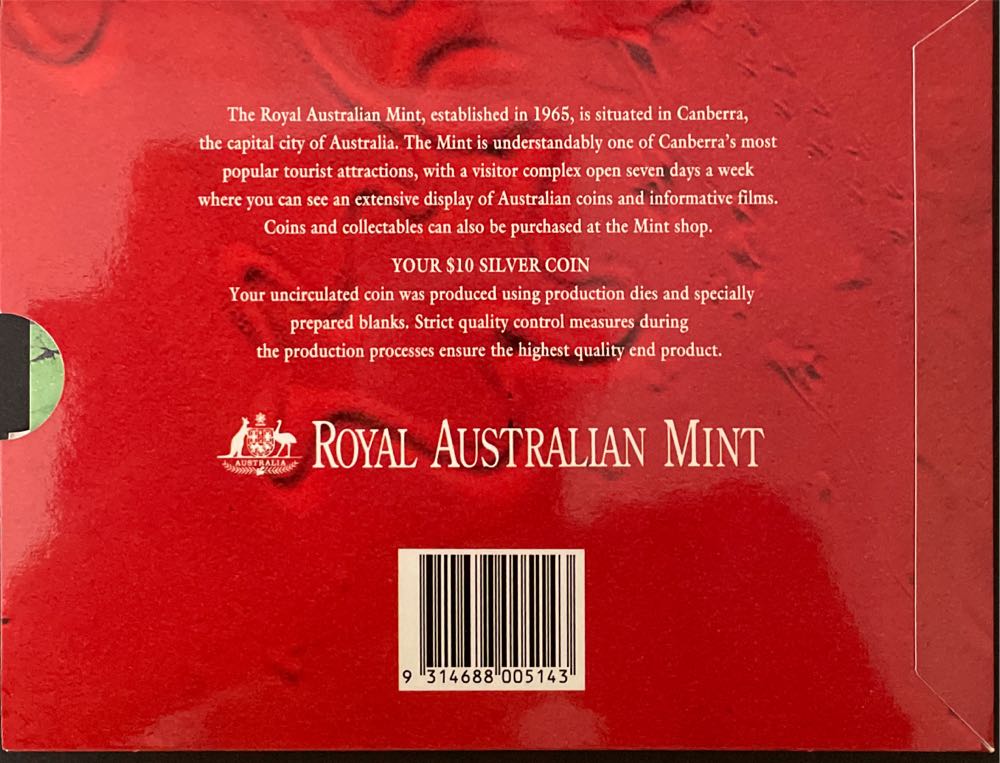 The Royal Australian Mint, established in 1965, is situated in Canberra,
the capital city of Australia. The Mint is understandably one of Canberra's most
popular tourist attractions, with a visitor complex open seven days a week
where you can see an extensive display of Australian coins and informative films.
Coins and collectables can also be purchased at the Mint shop.
YOUR $10 SILVER COIN
Your uncirculated coin was produced using production dies and specially
prepared blanks. Strict quality control measures during
the production processes ensure the highest quality end product.
AUSTRALIA
ROYAL AUSTRALIAN MINT
9 314688 005143